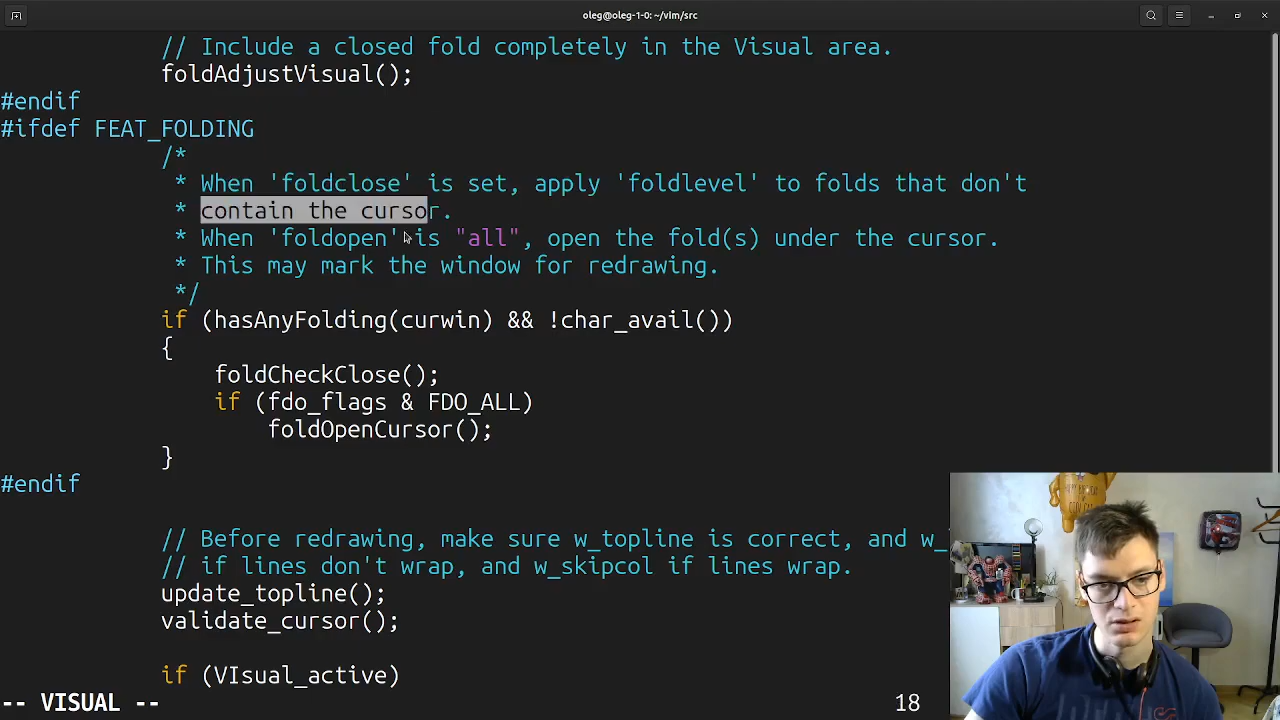 oleg@oleg-1-0: ~/vim/src
// Include a closed fold completely in the Visual area.
foldAdjustVisual();
#endif
#ifdef FEAT_FOLDING
/*
* When 'foldclose' is set, apply 'foldlevel' to folds that don't
* contain the cursor.
* When 'foldopen' is "all", open the fold(s) under the cursor.
* This may mark the window for redrawing.
*/
if (hasAnyFolding(curwin) && !char_avail())
{
foldCheckClose();
if (fdo_flags & FDO_ALL)
foldOpenCursor();
}
#endif
// Before redrawing, make sure w_topline is correct, and w_
// if lines don't wrap, and w_skipcol if lines wrap.
update_topline();
validate_cursor();
if (VIsual_active)
-- VISUAL -- 18